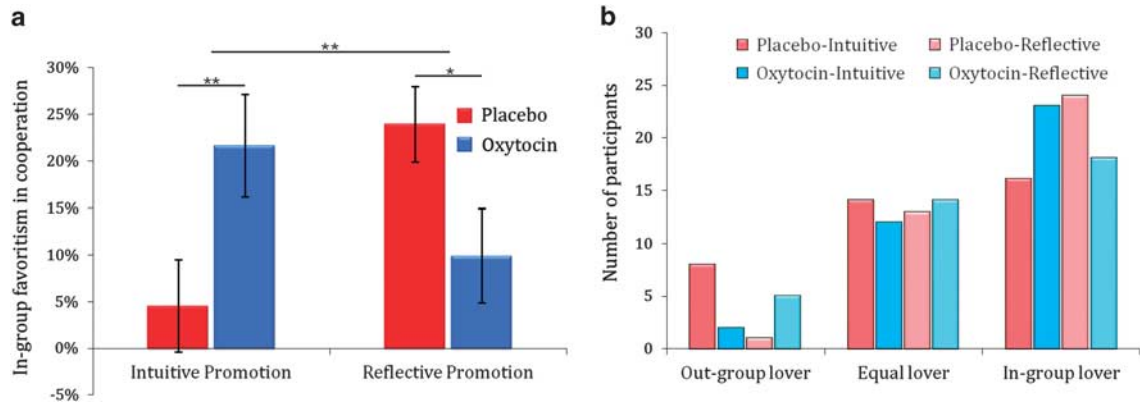 a
**
30%
25%
20%
15%
10%
5%
0%
-5%
In-group favoritism in cooperation
**
*
Placebo
Oxytocin
Intuitive Promotion
Reflective Promotion
b
30
25
20
15
10
5
0
Number of participants
Placebo-Intuitive
Placebo-Reflective
Oxytocin-Intuitive
Oxytocin-Reflective
Out-group lover
Equal lover
In-group lover